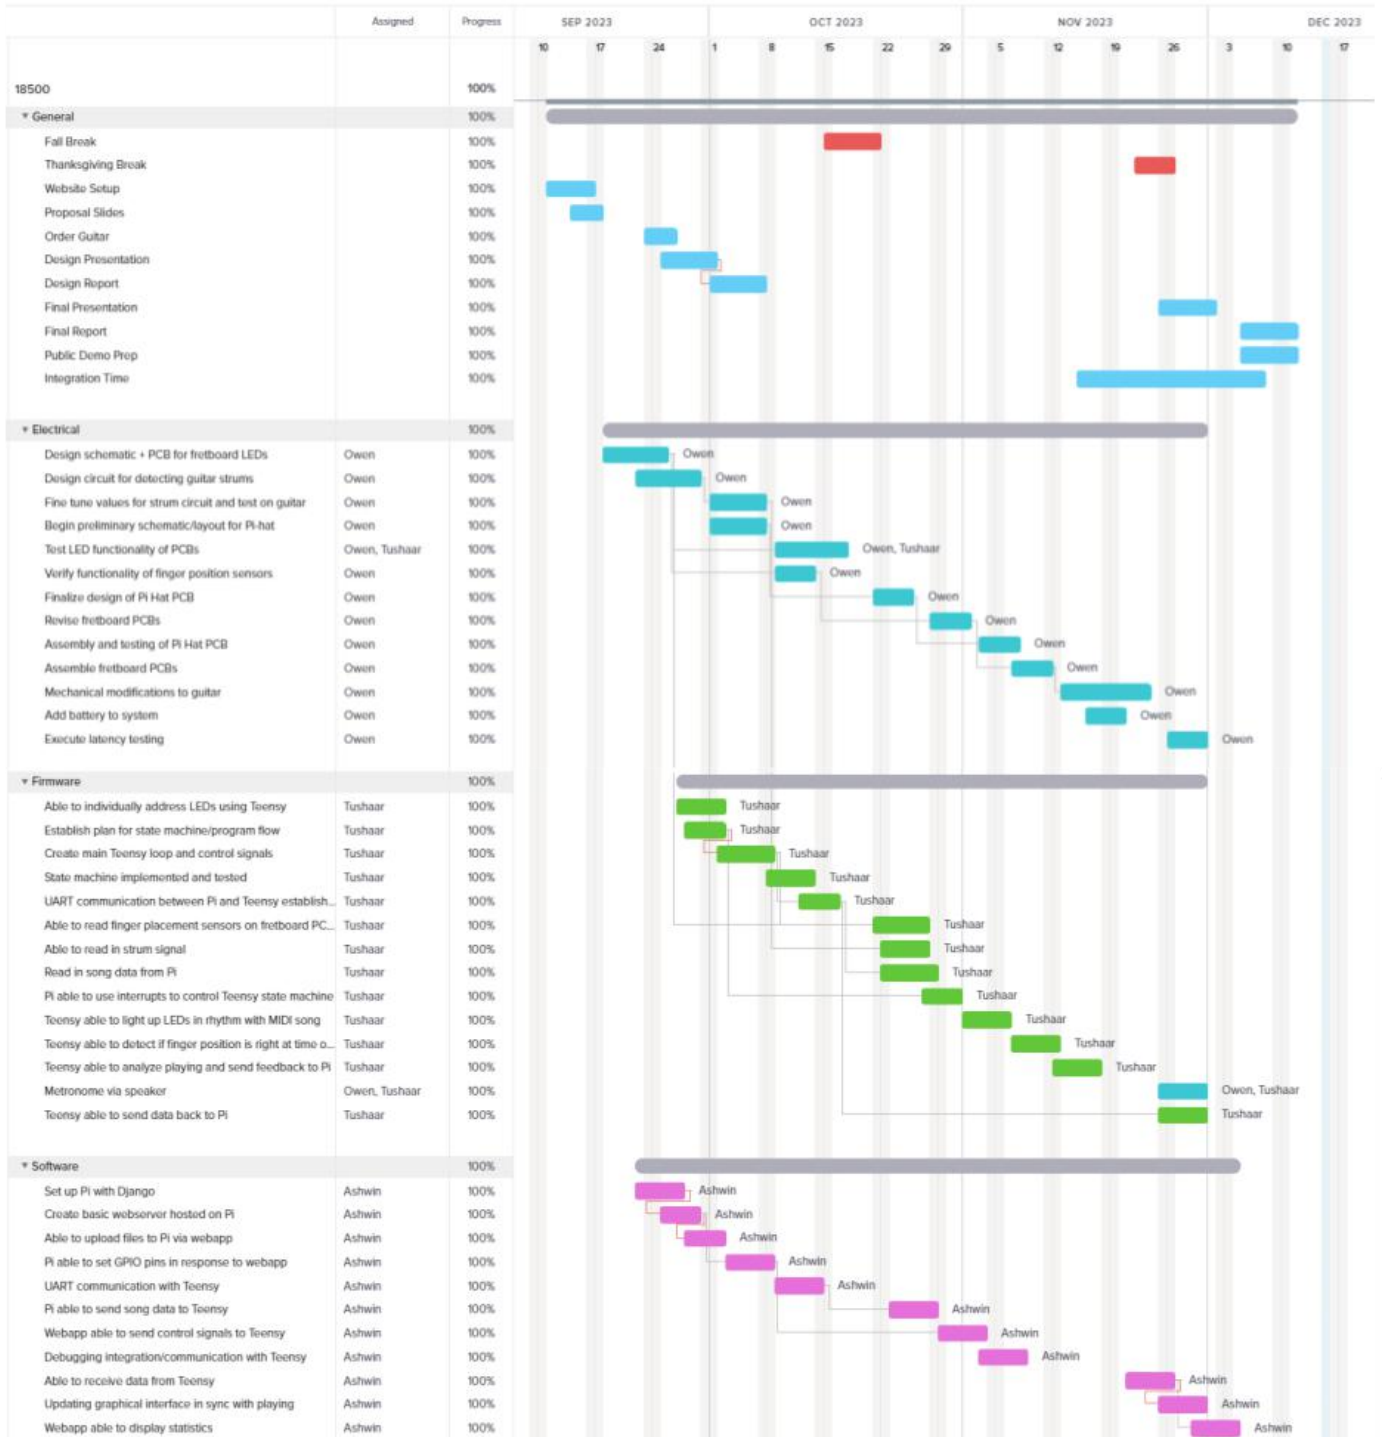 Assigned Progress SEP 2023 OCT 2023 NOV 2023 DEC 2023
10 17 24 1 8 15 22 29 5 12 19 26 3 10 17
18500 100%
▼ General 100%
Fall Break 100%
Thanksgiving Break 100%
Website Setup 100%
Proposal Slides 100%
Order Guitar 100%
Design Presentation 100%
Design Report 100%
Final Presentation 100%
Final Report 100%
Public Demo Prep 100%
Integration Time 100%
▼ Electrical 100%
Design schematic + PCB for fretboard LEDs Owen 100% Owen
Design circuit for detecting guitar strums Owen 100% Owen
Fine tune values for strum circuit and test on guitar Owen 100% Owen
Begin preliminary schematic/layout for Pi-hat Owen 100% Owen
Test LED functionality of PCBs Owen, Tushaar 100% Owen, Tushaar
Verify functionality of finger position sensors Owen 100% Owen
Finalize design of Pi Hat PCB Owen 100% Owen
Revise fretboard PCBs Owen 100% Owen
Assembly and testing of Pi Hat PCB Owen 100% Owen
Assemble fretboard PCBs Owen 100% Owen
Mechanical modifications to guitar Owen 100% Owen
Add battery to system Owen 100% Owen
Execute latency testing Owen 100% Owen
▼ Firmware 100%
Able to individually address LEDs using Teensy Tushaar 100% Tushaar
Establish plan for state machine/program flow Tushaar 100% Tushaar
Create main Teensy loop and control signals Tushaar 100% Tushaar
State machine implemented and tested Tushaar 100% Tushaar
UART communication between Pi and Teensy establish... Tushaar 100% Tushaar
Able to read finger placement sensors on fretboard PC... Tushaar 100% Tushaar
Able to read in strum signal Tushaar 100% Tushaar
Read in song data from Pi Tushaar 100% Tushaar
Pi able to use interrupts to control Teensy state machine Tushaar 100% Tushaar
Teensy able to light up LEDs in rhythm with MIDI song Tushaar 100% Tushaar
Teensy able to detect if finger position is right at time o... Tushaar 100% Tushaar
Teensy able to analyze playing and send feedback to Pi Tushaar 100% Tushaar
Metronome via speaker Owen, Tushaar 100% Owen, Tushaar
Teensy able to send data back to Pi Tushaar 100% Tushaar
▼ Software 100%
Set up Pi with Django Ashwin 100% Ashwin
Create basic webserver hosted on Pi Ashwin 100% Ashwin
Able to upload files to Pi via webapp Ashwin 100% Ashwin
Pi able to set GPIO pins in response to webapp Ashwin 100% Ashwin
UART communication with Teensy Ashwin 100% Ashwin
Pi able to send song data to Teensy Ashwin 100% Ashwin
Webapp able to send control signals to Teensy Ashwin 100% Ashwin
Debugging integration/communication with Teensy Ashwin 100% Ashwin
Able to receive data from Teensy Ashwin 100% Ashwin
Updating graphical interface in sync with playing Ashwin 100% Ashwin
Webapp able to display statistics Ashwin 100% Ashwin